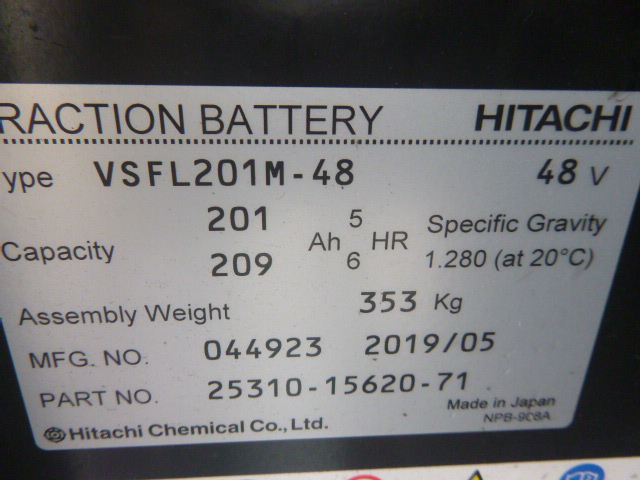 RACTION BATTERY HITACHI
ype VSFL201M-48 48 V
Capacity 201 Ah 5 HR Specific Gravity
209 6 1.280 (at 20°C)
Assembly Weight 353 Kg
MFG. NO. 044923 2019/05
PART NO. 25310-15620-71
Made in Japan
NPB-908A
Hitachi Chemical Co., Ltd.